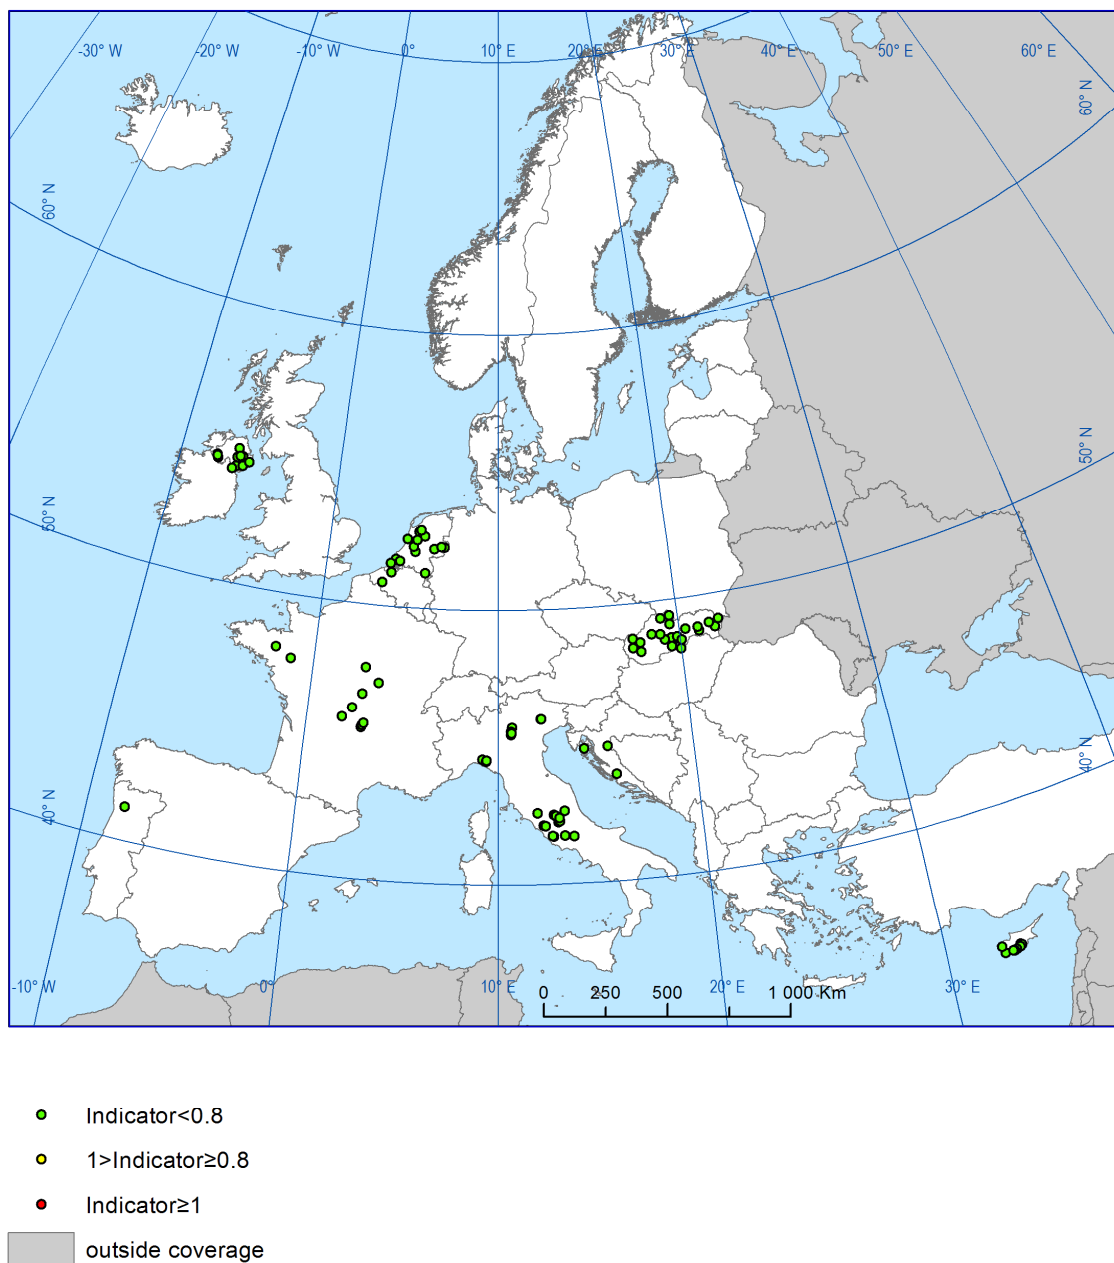 -30° W -20° W -10° W 0° 10° E 20° E 30° E 40° E 50° E 60° E
60° N
60° N
50° N
50° N
40° N
40° N
-10° W 0° 10° E 20° E 30° E
0 250 500 1 000 Km
Indicator<0.8
1>Indicator≥0.8
Indicator≥1
outside coverage